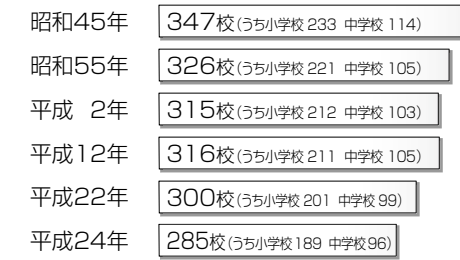 昭和45年 347校(うち小学校 233 中学校 114)
昭和55年 326校(うち小学校 221 中学校 105)
平成 2年 315校(うち小学校 212 中学校 103)
平成12年 316校(うち小学校 211 中学校 105)
平成22年 300校(うち小学校 201 中学校 99)
平成24年 285校(うち小学校 189 中学校 96)